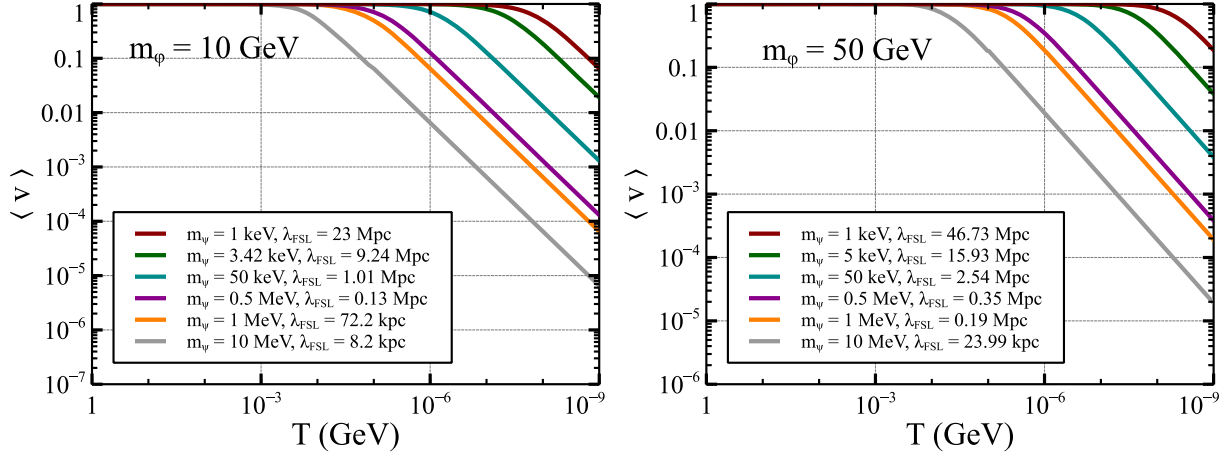 1
0.1
0.01
10⁻³
10⁻⁴
10⁻⁵
10⁻⁶
10⁻⁷
⟨ v ⟩
m_φ = 10 GeV
m_ψ = 1 keV, λ_FSL = 23 Mpc
m_ψ = 3.42 keV, λ_FSL = 9.24 Mpc
m_ψ = 50 keV, λ_FSL = 1.01 Mpc
m_ψ = 0.5 MeV, λ_FSL = 0.13 Mpc
m_ψ = 1 MeV, λ_FSL = 72.2 kpc
m_ψ = 10 MeV, λ_FSL = 8.2 kpc
1 10⁻³ 10⁻⁶ 10⁻⁹
T (GeV)
1
0.1
0.01
10⁻³
10⁻⁴
10⁻⁵
10⁻⁶
⟨ v ⟩
m_φ = 50 GeV
m_ψ = 1 keV, λ_FSL = 46.73 Mpc
m_ψ = 5 keV, λ_FSL = 15.93 Mpc
m_ψ = 50 keV, λ_FSL = 2.54 Mpc
m_ψ = 0.5 MeV, λ_FSL = 0.35 Mpc
m_ψ = 1 MeV, λ_FSL = 0.19 Mpc
m_ψ = 10 MeV, λ_FSL = 23.99 kpc
1 10⁻³ 10⁻⁶ 10⁻⁹
T (GeV)